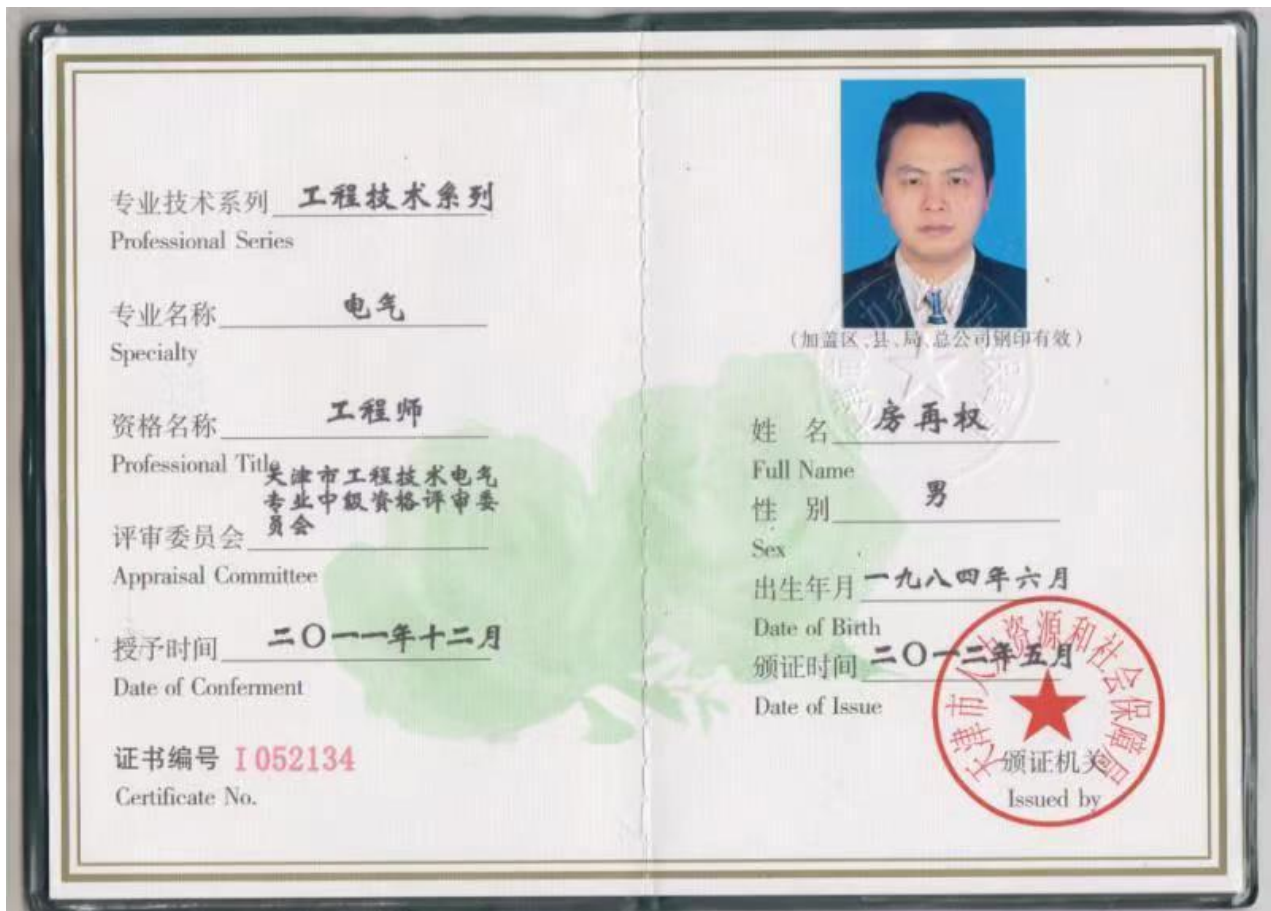 专业技术系列 工程技术系列
Professional Series
专业名称 电气
Specialty
资格名称 工程师
Professional Title
天津市工程技术电气
专业中级资格评审委
员会
评审委员会
Appraisal Committee
授予时间 二〇一一年十二月
Date of Conferment
证书编号 I 052134
Certificate No.
(加盖区、县、局、总公司钢印有效)
姓 名 房再权
Full Name
性 别 男
Sex
出生年月 一九八四年六月
Date of Birth
颁证时间 二〇一二年五月
Date of Issue
天津市人力资源和社会保障局
颁证机关
Issued by